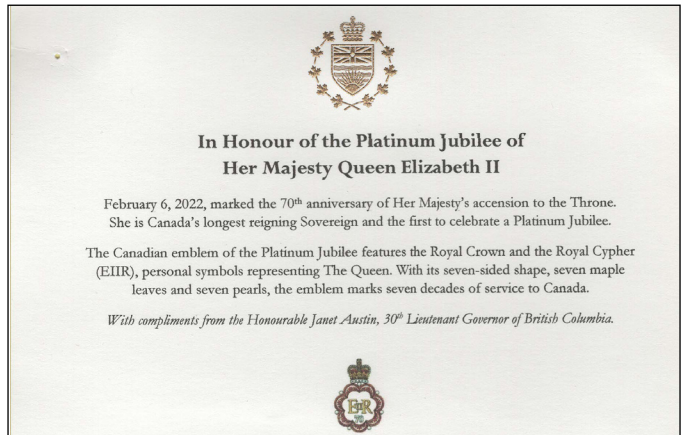 In Honour of the Platinum Jubilee of
Her Majesty Queen Elizabeth II
February 6, 2022, marked the 70th anniversary of Her Majesty's accension to the Throne.
She is Canada's longest reigning Sovereign and the first to celebrate a Platinum Jubilee.
The Canadian emblem of the Platinum Jubilee features the Royal Crown and the Royal Cypher
(EIIR), personal symbols representing The Queen. With its seven-sided shape, seven maple
leaves and seven pearls, the emblem marks seven decades of service to Canada.
With compliments from the Honourable Janet Austin, 30th Lieutenant Governor of British Columbia.
EIIR
70